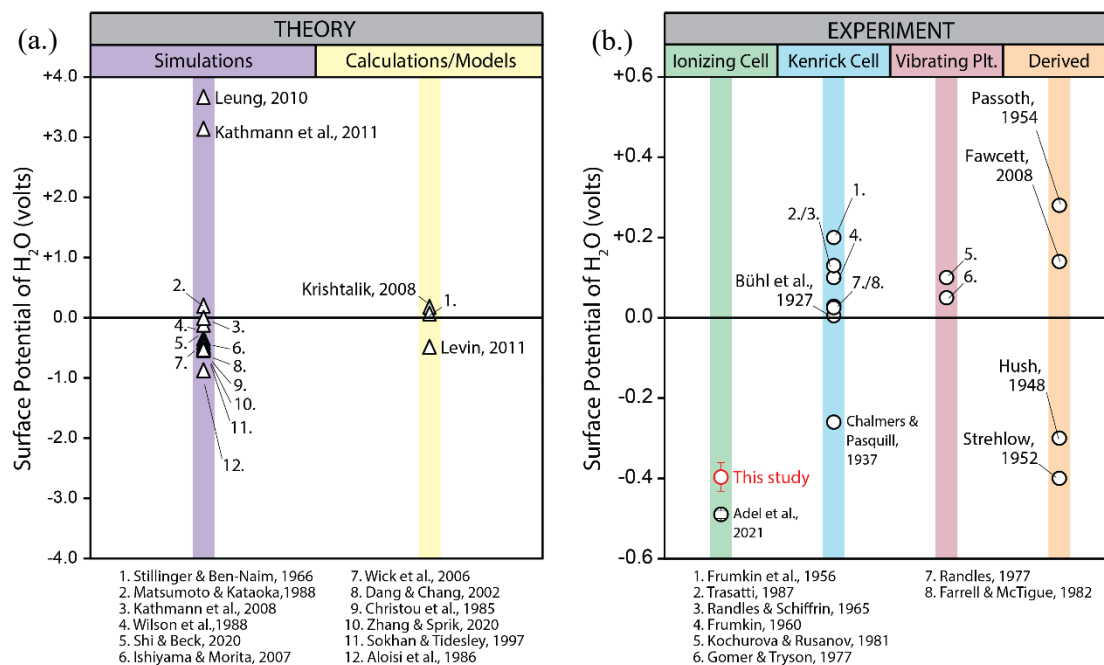 (a.)
THEORY
Simulations
Calculations/Models
Surface Potential of H2O (volts)
+4.0
+3.0
+2.0
+1.0
0.0
-1.0
-2.0
-3.0
-4.0
Leung, 2010
Kathmann et al., 2011
2.
4.
5.
7.
3.
6.
8.
9.
10.
11.
12.
Krishtalik, 2008
1.
Levin, 2011
1. Stillinger & Ben-Naim, 1966
2. Matsumoto & Kataoka,1988
3. Kathmann et al., 2008
4. Wilson et al.,1988
5. Shi & Beck, 2020
6. Ishiyama & Morita, 2007
7. Wick et al., 2006
8. Dang & Chang, 2002
9. Christou et al., 1985
10. Zhang & Sprik, 2020
11. Sokhan & Tidesley, 1997
12. Aloisi et al., 1986
(b.)
EXPERIMENT
Ionizing Cell
Kenrick Cell
Vibrating Plt.
Derived
Surface Potential of H2O (volts)
+0.6
+0.4
+0.2
0.0
-0.2
-0.4
-0.6
This study
Adel et al.,
2021
1.
2./3.
4.
Bühl et al.,
1927
7./8.
Chalmers &
Pasquill,
1937
5.
6.
Passoth,
1954
Fawcett,
2008
Hush,
1948
Strehlow,
1952
1. Frumkin et al., 1956
2. Trasatti, 1987
3. Randles & Schiffrin, 1965
4. Frumkin, 1960
5. Kochurova & Rusanov, 1981
6. Gomer & Tryson, 1977
7. Randles, 1977
8. Farrell & McTigue, 1982